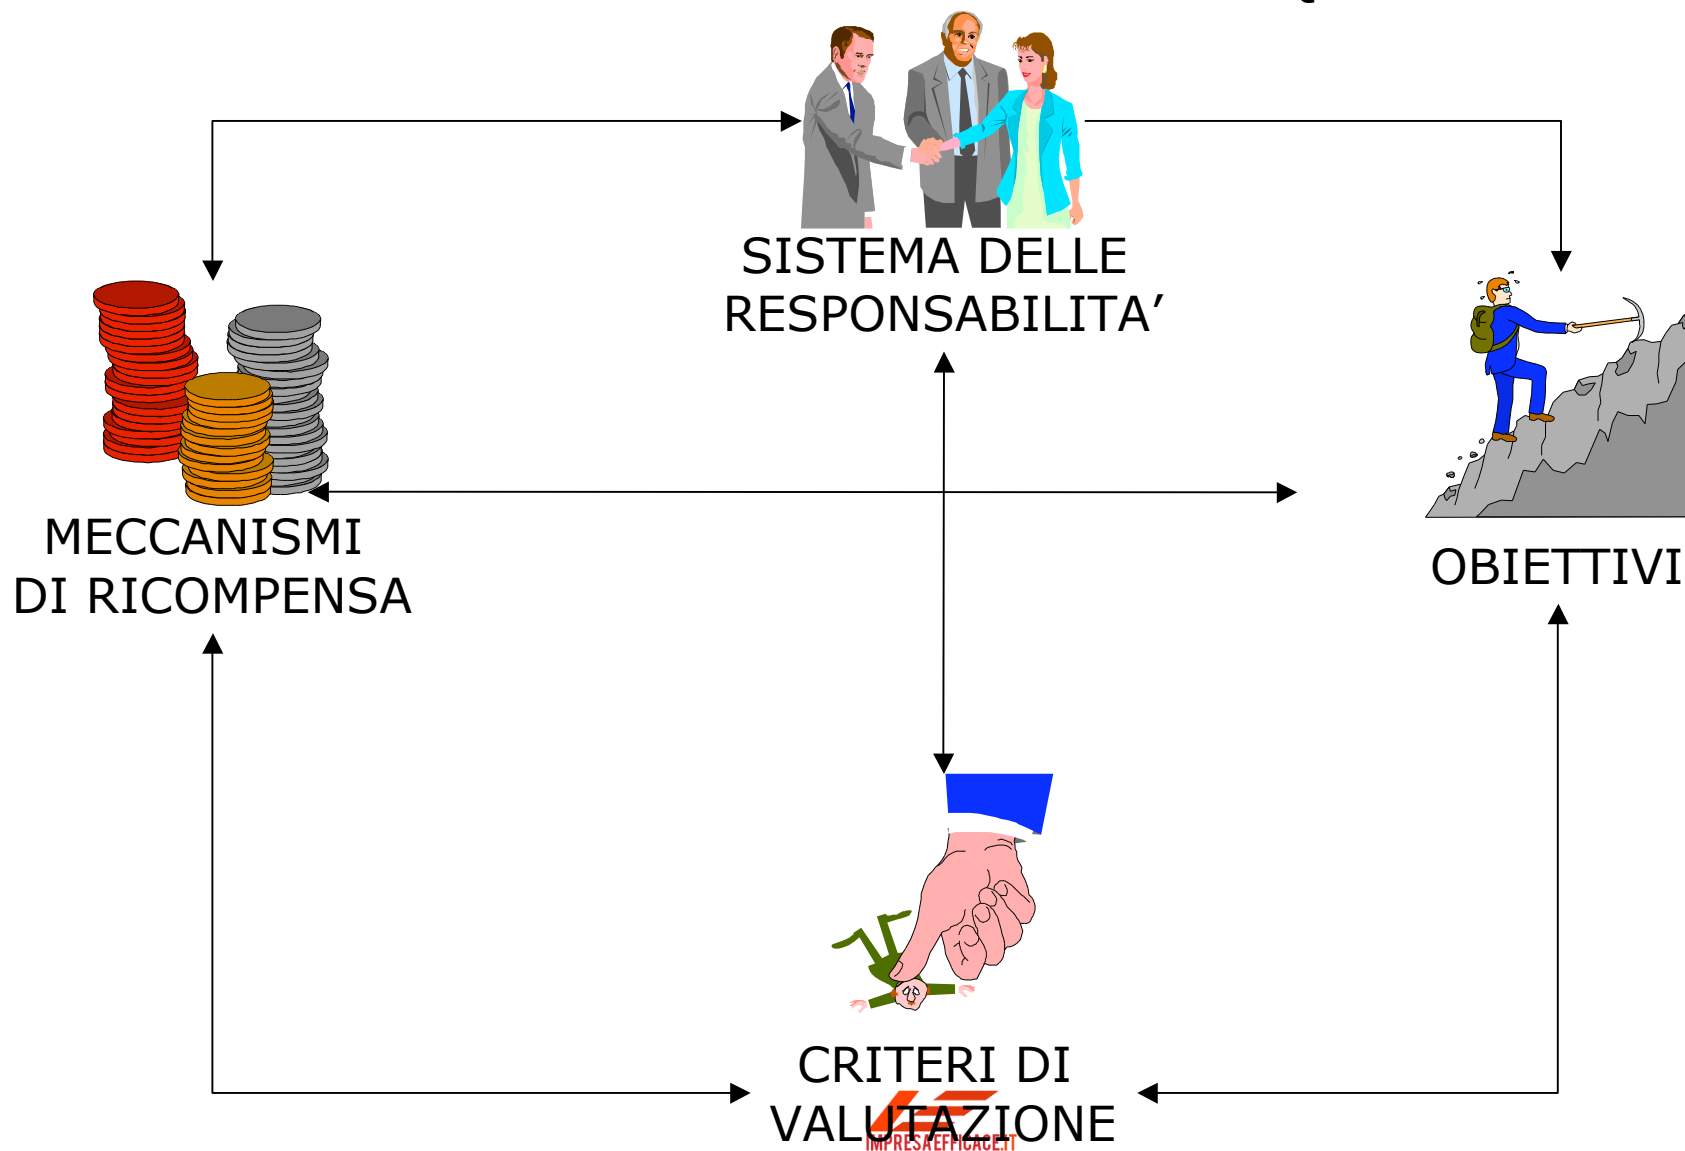 SISTEMA DELLE
RESPONSABILITA’
MECCANISMI
DI RICOMPENSA
OBIETTIVI
CRITERI DI
VALUTAZIONE
IMPRESAEFFICACE.IT